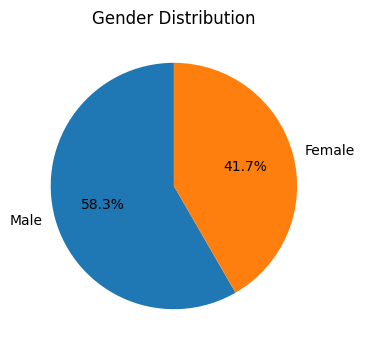 Gender Distribution
Female
41.7%
58.3%
Male